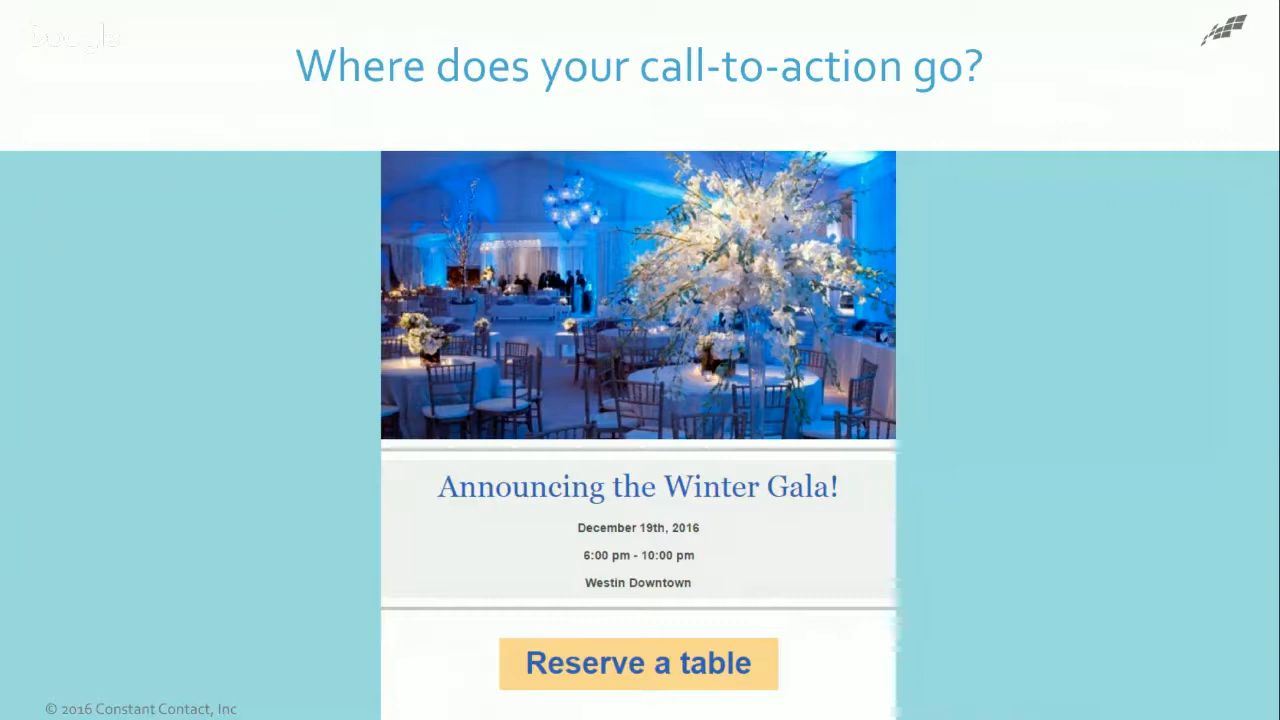 Google
Where does your call-to-action go?
Announcing the Winter Gala!
December 19th, 2016
6:00 pm - 10:00 pm
Westin Downtown
Reserve a table
© 2016 Constant Contact, Inc